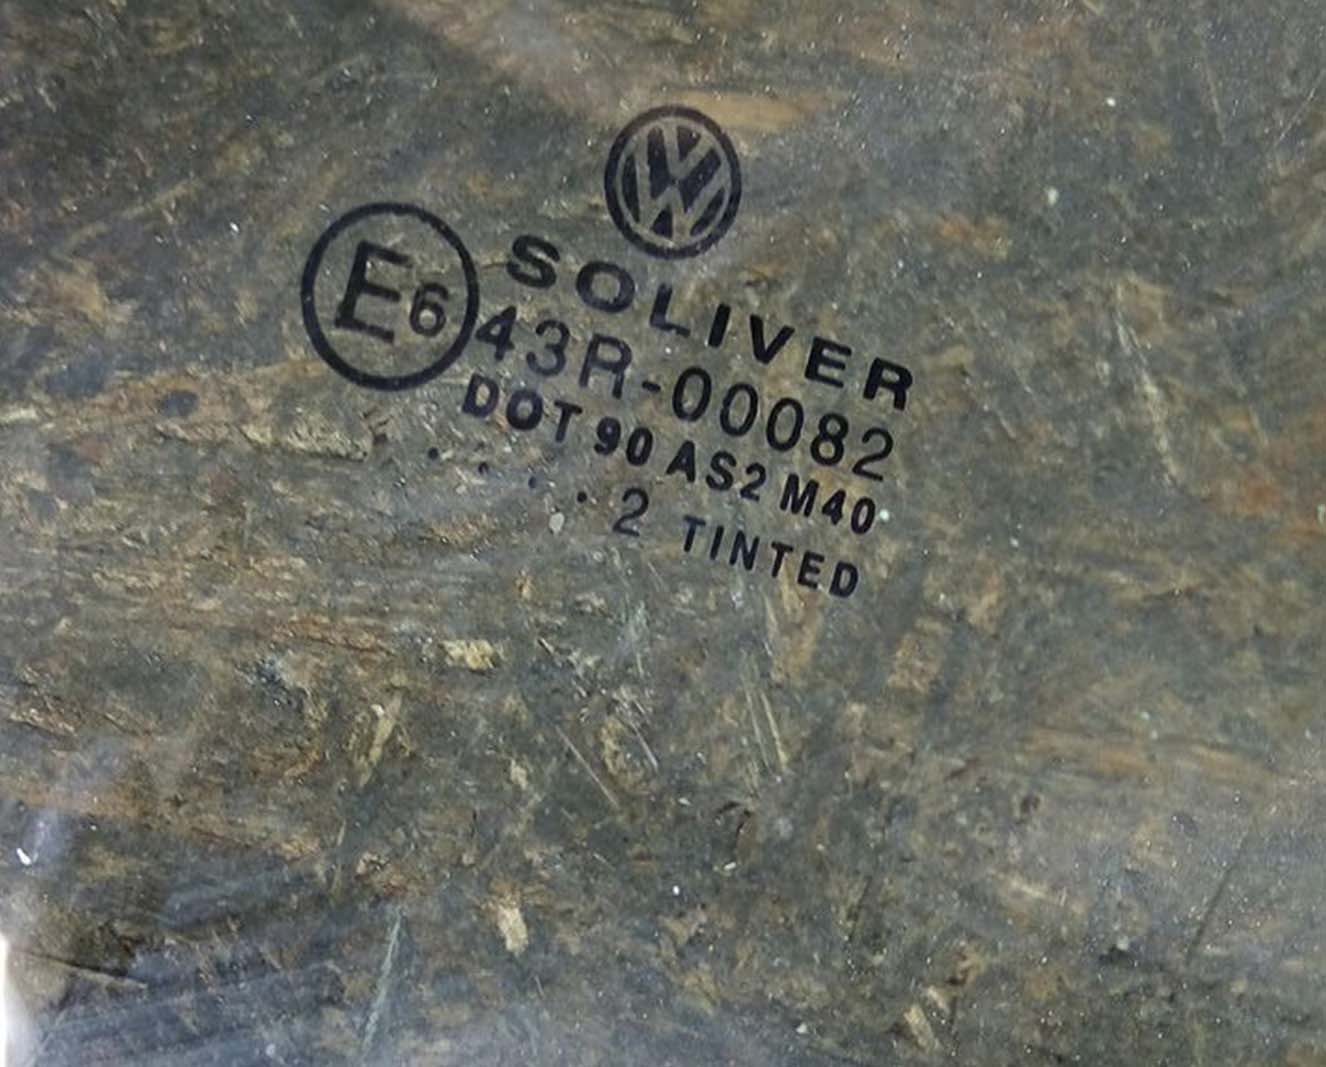 VW
SOLIVER
E6 43R-00082
DOT 90 AS2 M40
.. .. 2 TINTED